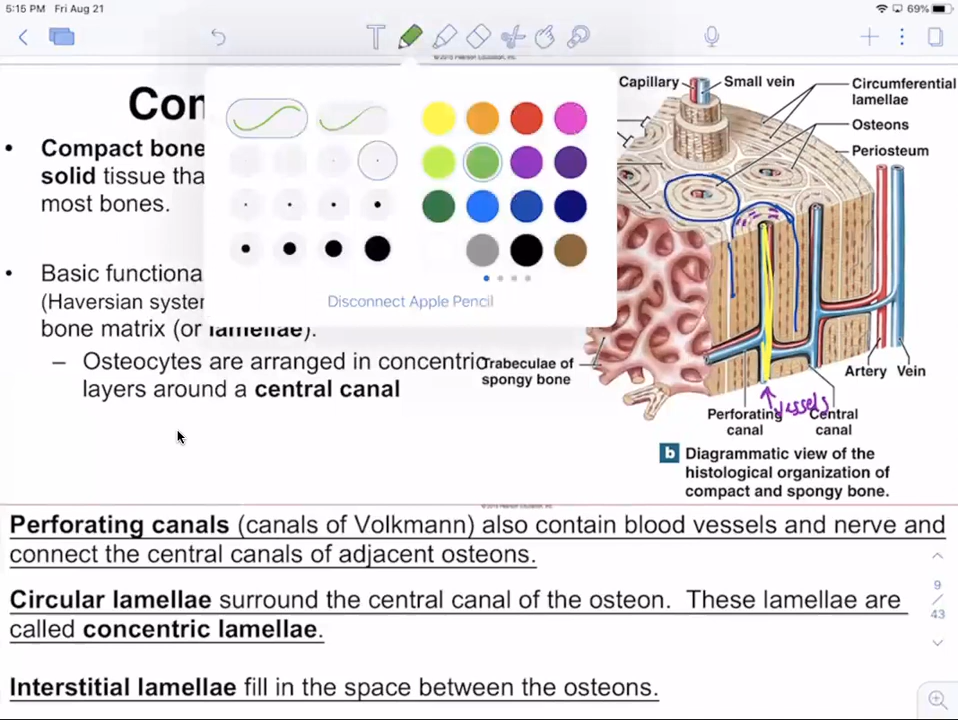 5:15 PM Fri Aug 21
69%
Con
Compact bone
solid tissue tha
most bones.
Basic functiona
(Haversian system
bone matrix (or lamellae).
– Osteocytes are arranged in concentric
layers around a central canal
Disconnect Apple Pencil
Capillary
Small vein
Circumferential
lamellae
Osteons
Periosteum
Trabeculae of
spongy bone
Artery Vein
vessels
Perforating
canal
Central
canal
b Diagrammatic view of the
histological organization of
compact and spongy bone.
Perforating canals (canals of Volkmann) also contain blood vessels and nerve and
connect the central canals of adjacent osteons.
Circular lamellae surround the central canal of the osteon. These lamellae are
called concentric lamellae.
Interstitial lamellae fill in the space between the osteons.
9
/
43